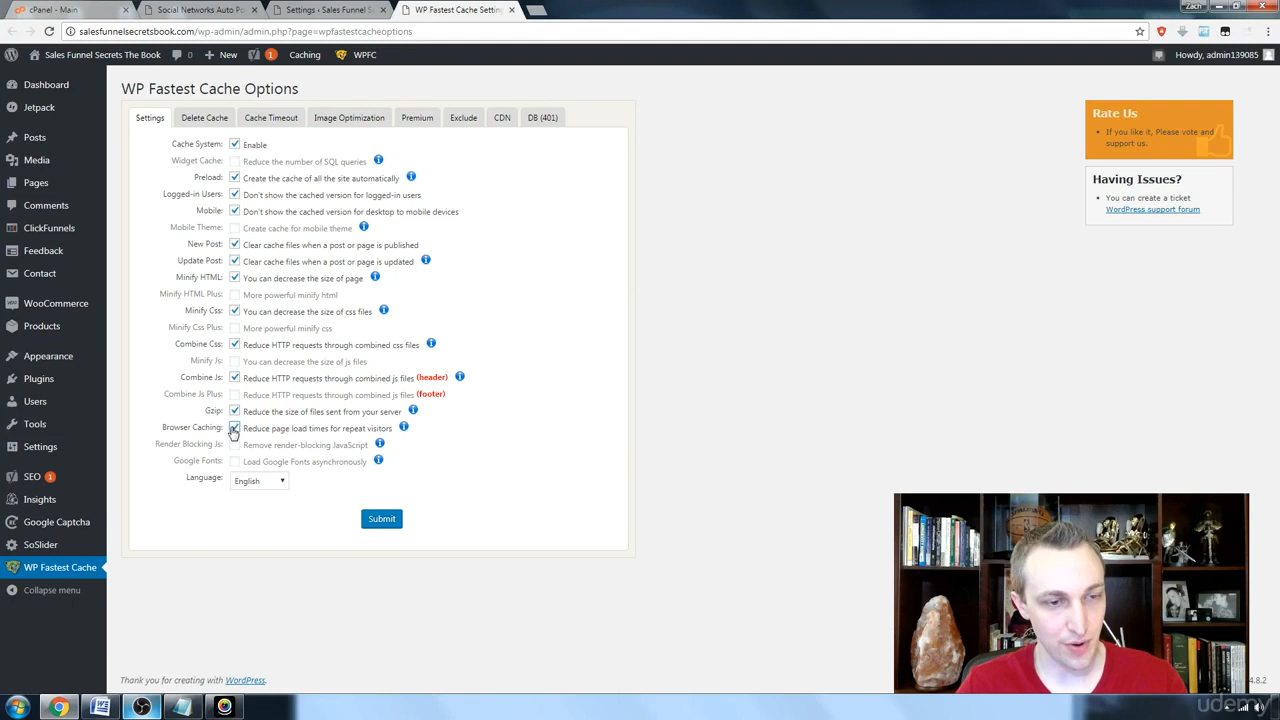 cPanel - Main
Social Networks Auto Po
Settings ‹ Sales Funnel S
WP Fastest Cache Settin
Zach
salesfunnelsecretsbook.com/wp-admin/admin.php?page=wpfastestcacheoptions
Sales Funnel Secrets The Book
0
+ New
1
Caching
WPFC
Howdy, admin139085
Dashboard
Jetpack
Posts
Media
Pages
Comments
ClickFunnels
Feedback
Contact
WooCommerce
Products
Appearance
Plugins
Users
Tools
Settings
SEO 1
Insights
Google Captcha
SoSlider
WP Fastest Cache
Collapse menu
WP Fastest Cache Options
Settings
Delete Cache
Cache Timeout
Image Optimization
Premium
Exclude
CDN
DB (401)
Cache System: Enable
Widget Cache: Reduce the number of SQL queries
Preload: Create the cache of all the site automatically
Logged-in Users: Don't show the cached version for logged-in users
Mobile: Don't show the cached version for desktop to mobile devices
Mobile Theme: Create cache for mobile theme
New Post: Clear cache files when a post or page is published
Update Post: Clear cache files when a post or page is updated
Minify HTML: You can decrease the size of page
Minify HTML Plus: More powerful minify html
Minify Css: You can decrease the size of css files
Minify Css Plus: More powerful minify css
Combine Css: Reduce HTTP requests through combined css files
Minify Js: You can decrease the size of js files
Combine Js: Reduce HTTP requests through combined js files (header)
Combine Js Plus: Reduce HTTP requests through combined js files (footer)
Gzip: Reduce the size of files sent from your server
Browser Caching: Reduce page load times for repeat visitors
Render Blocking Js: Remove render-blocking JavaScript
Google Fonts: Load Google Fonts asynchronously
Language: English
Submit
Rate Us
If you like it, Please vote and
support us.
Having Issues?
You can create a ticket
WordPress support forum
Thank you for creating with WordPress.
4.8.2
udemy